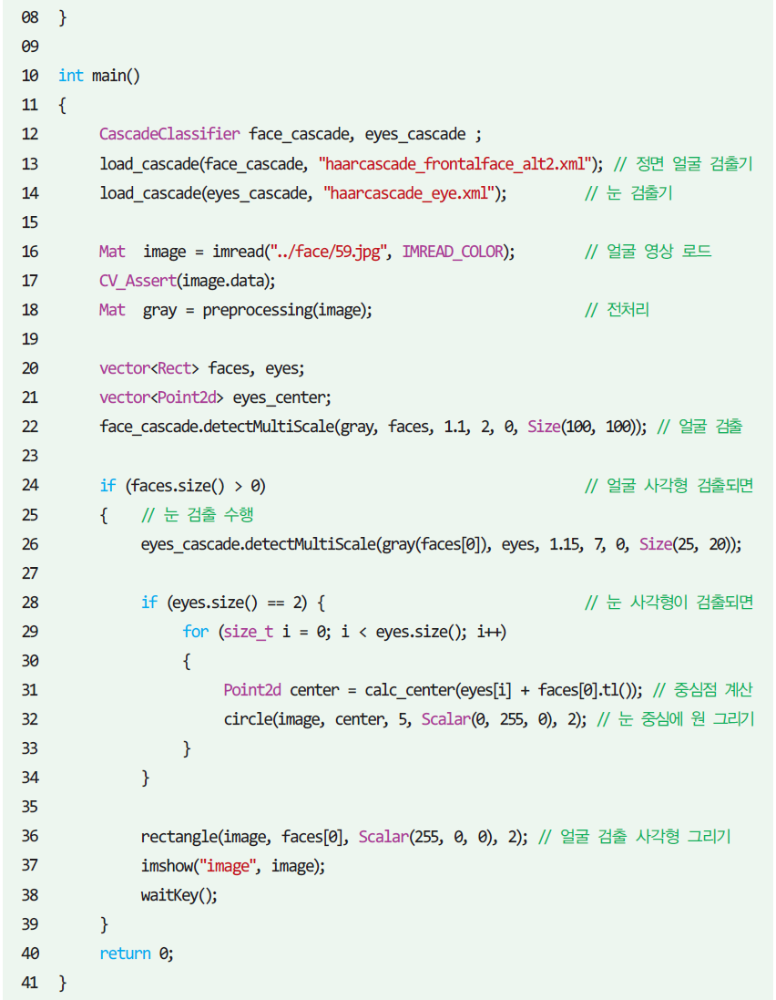 08 }
09
10 int main()
11 {
12 CascadeClassifier face_cascade, eyes_cascade ;
13 load_cascade(face_cascade, "haarcascade_frontalface_alt2.xml"); // 정면 얼굴 검출기
14 load_cascade(eyes_cascade, "haarcascade_eye.xml"); // 눈 검출기
15
16 Mat image = imread("../face/59.jpg", IMREAD_COLOR); // 얼굴 영상 로드
17 CV_Assert(image.data);
18 Mat gray = preprocessing(image); // 전처리
19
20 vector<Rect> faces, eyes;
21 vector<Point2d> eyes_center;
22 face_cascade.detectMultiScale(gray, faces, 1.1, 2, 0, Size(100, 100)); // 얼굴 검출
23
24 if (faces.size() > 0) // 얼굴 사각형 검출되면
25 { // 눈 검출 수행
26 eyes_cascade.detectMultiScale(gray(faces[0]), eyes, 1.15, 7, 0, Size(25, 20));
27
28 if (eyes.size() == 2) { // 눈 사각형이 검출되면
29 for (size_t i = 0; i < eyes.size(); i++)
30 {
31 Point2d center = calc_center(eyes[i] + faces[0].tl()); // 중심점 계산
32 circle(image, center, 5, Scalar(0, 255, 0), 2); // 눈 중심에 원 그리기
33 }
34 }
35
36 rectangle(image, faces[0], Scalar(255, 0, 0), 2); // 얼굴 검출 사각형 그리기
37 imshow("image", image);
38 waitKey();
39 }
40 return 0;
41 }